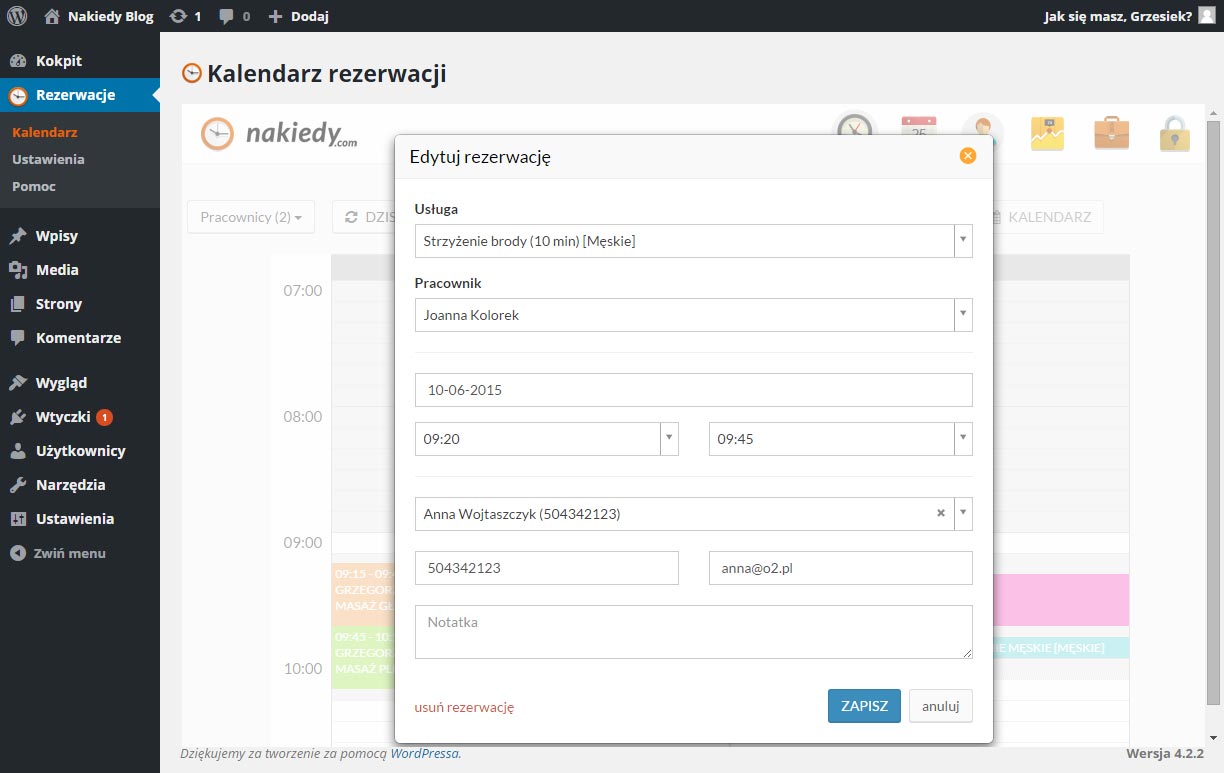 Nakiedy Blog 1 0 Dodaj Jak się masz, Grzesiek?
Kokpit
Rezerwacje
Kalendarz
Ustawienia
Pomoc
Wpisy
Media
Strony
Komentarze
Wygląd
Wtyczki 1
Użytkownicy
Narzędzia
Ustawienia
Zwiń menu
Kalendarz rezerwacji
nakiedy.com
25
Pracownicy (2)
DZIS
KALENDARZ
07:00
08:00
09:00
10:00
09:15 - 09:4
GRZEGOR
MASAŻ GŁ
09:45 - 10:
GRZEGOR
MASAŻ PL
IE MĘSKIE [MĘSKIE]
Edytuj rezerwację
Usługa
Strzyżenie brody (10 min) [Męskie]
Pracownik
Joanna Kolorek
10-06-2015
09:20 09:45
Anna Wojtaszczyk (504342123)
504342123 anna@o2.pl
Notatka
usuń rezerwację ZAPISZ anuluj
Dziękujemy za tworzenie za pomocą WordPressa. Wersja 4.2.2